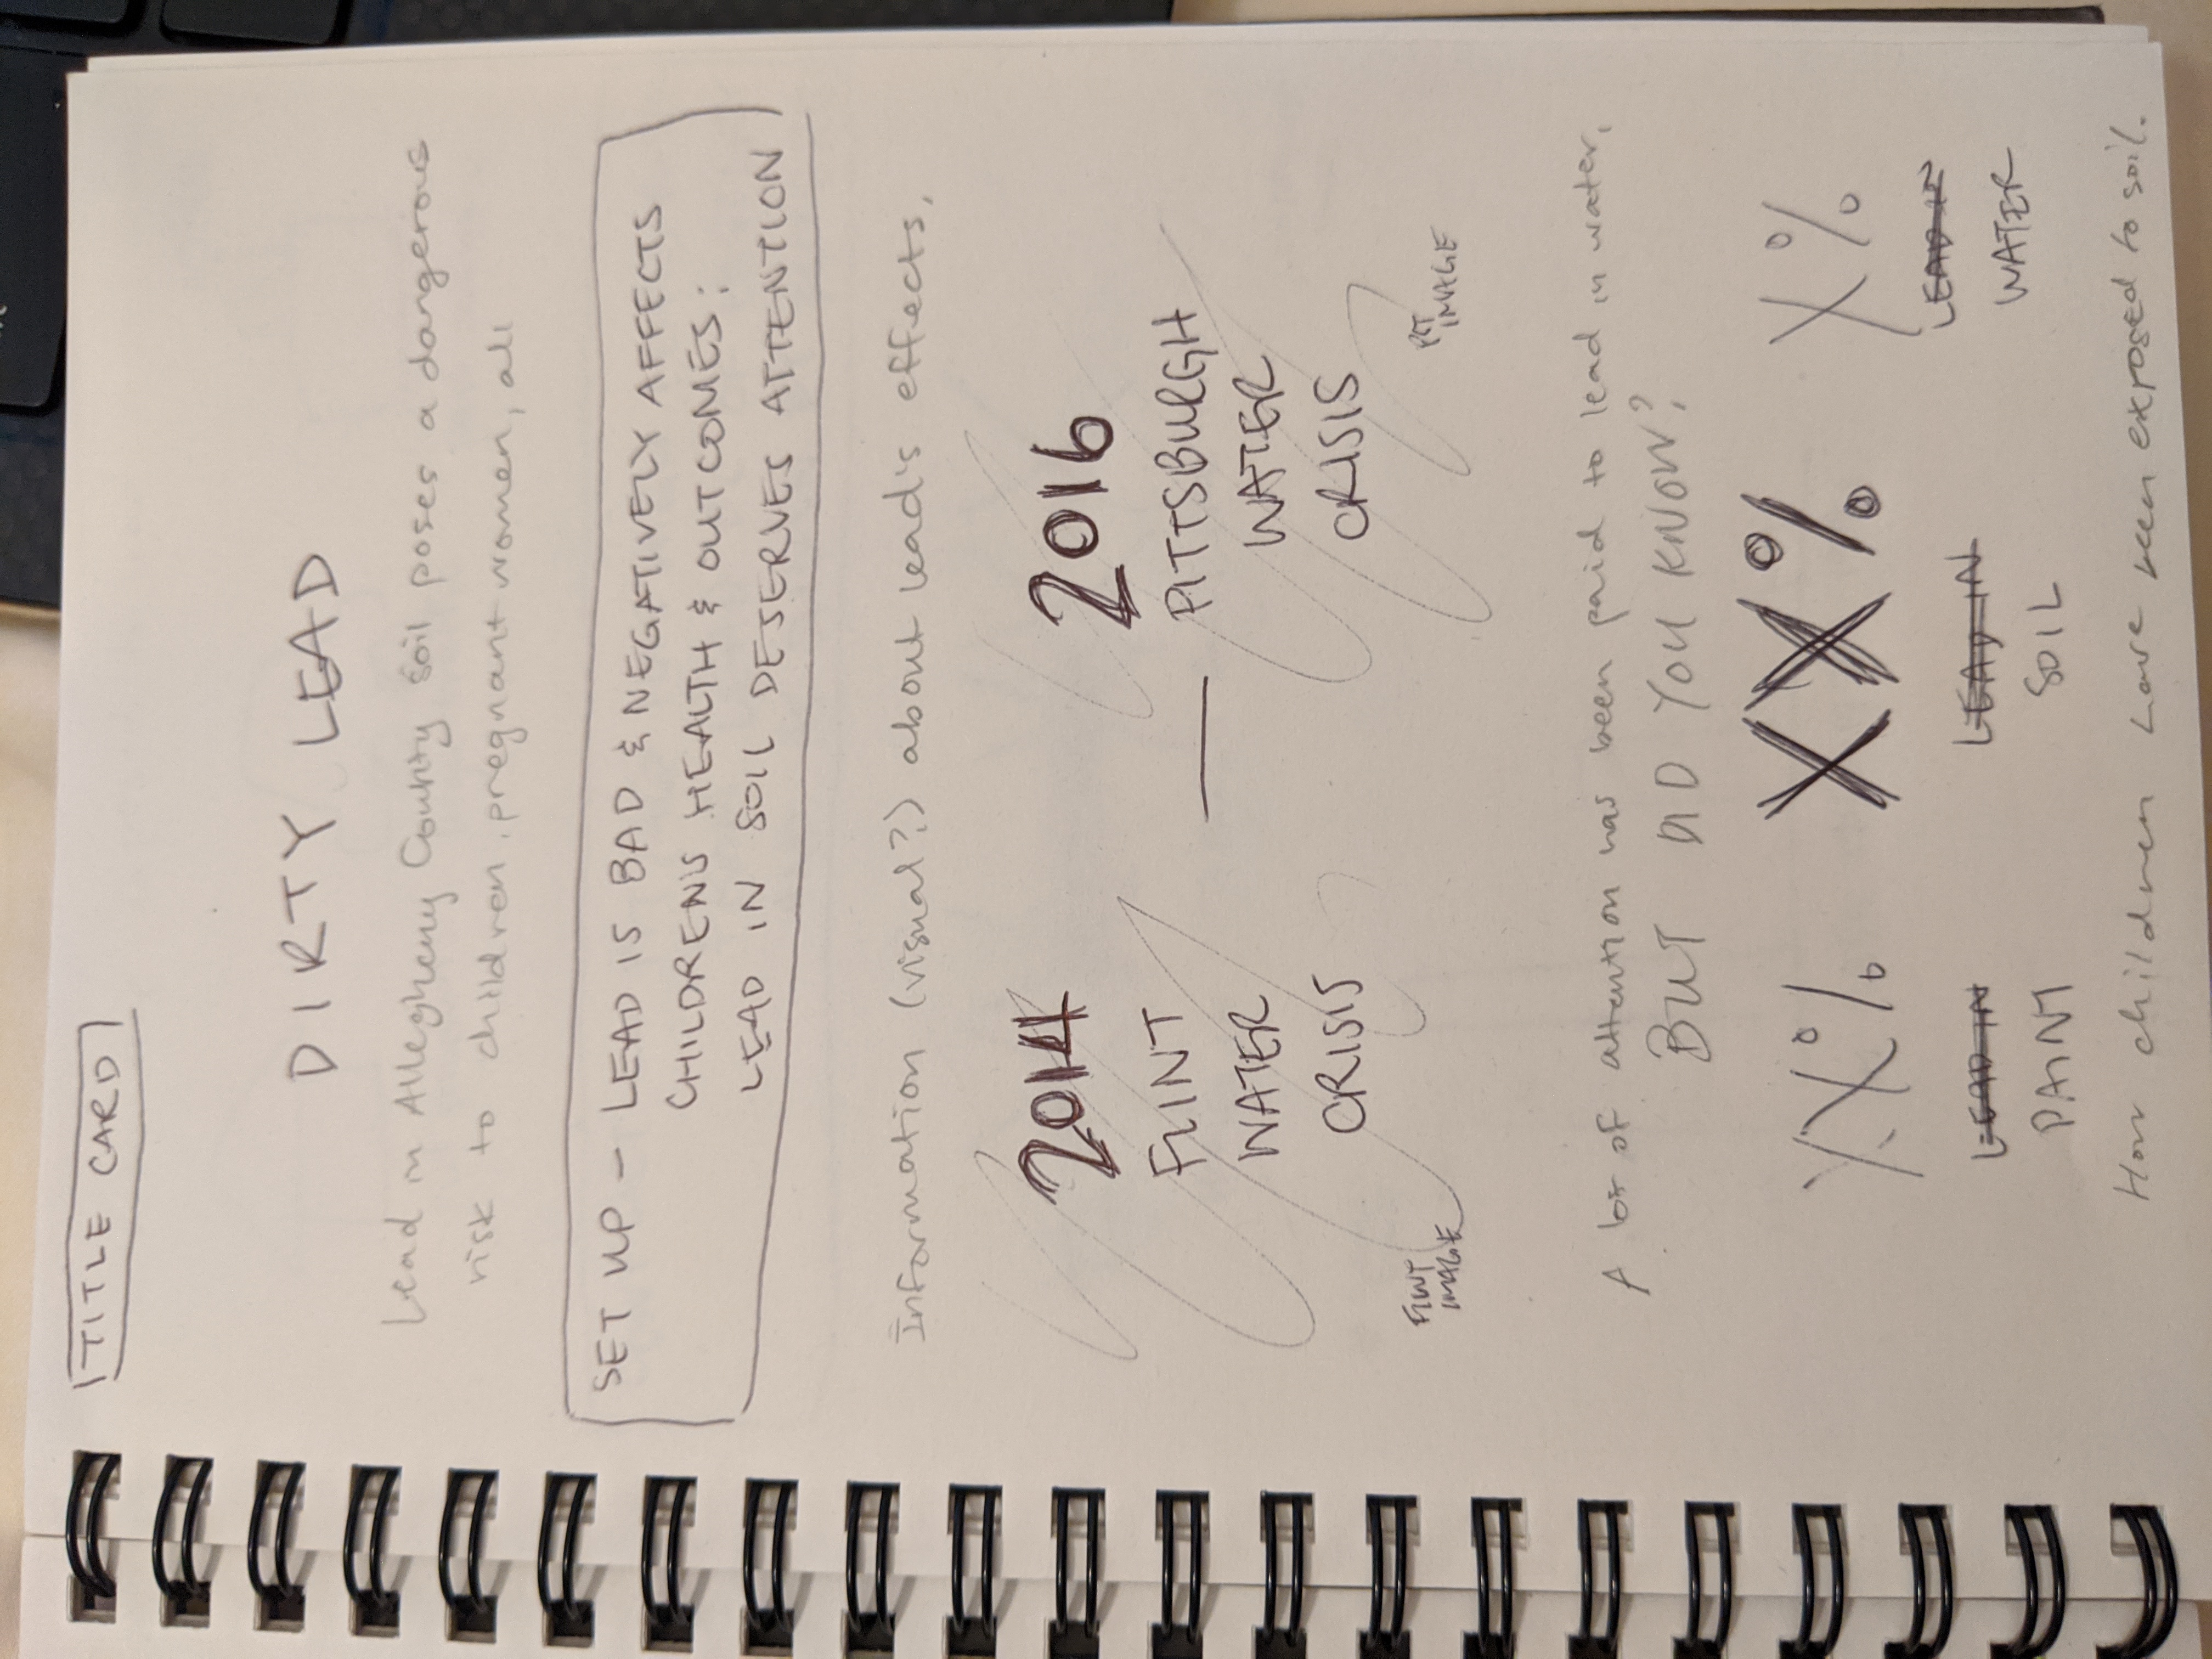 TITLE CARD
DIRTY LEAD
Lead in Allegheny County soil poses a dangerous
risk to children, pregnant women, all
SET UP – LEAD IS BAD & NEGATIVELY AFFECTS
CHILDREN'S HEALTH & OUTCOMES;
LEAD IN SOIL DESERVES ATTENTION
Information (visual?) about lead's effects.
2014
FLINT
WATER
CRISIS
FLINT
IMAGE
—
2016
PITTSBURGH
WATER
CRISIS
PGT
IMAGE
A lot of attention has been paid to lead in water,
BUT DID YOU KNOW?
XX% XX% X%
LEAD IN LEAD IN LEAD IN
PAINT SOIL WATER
How children have been exposed to soil.